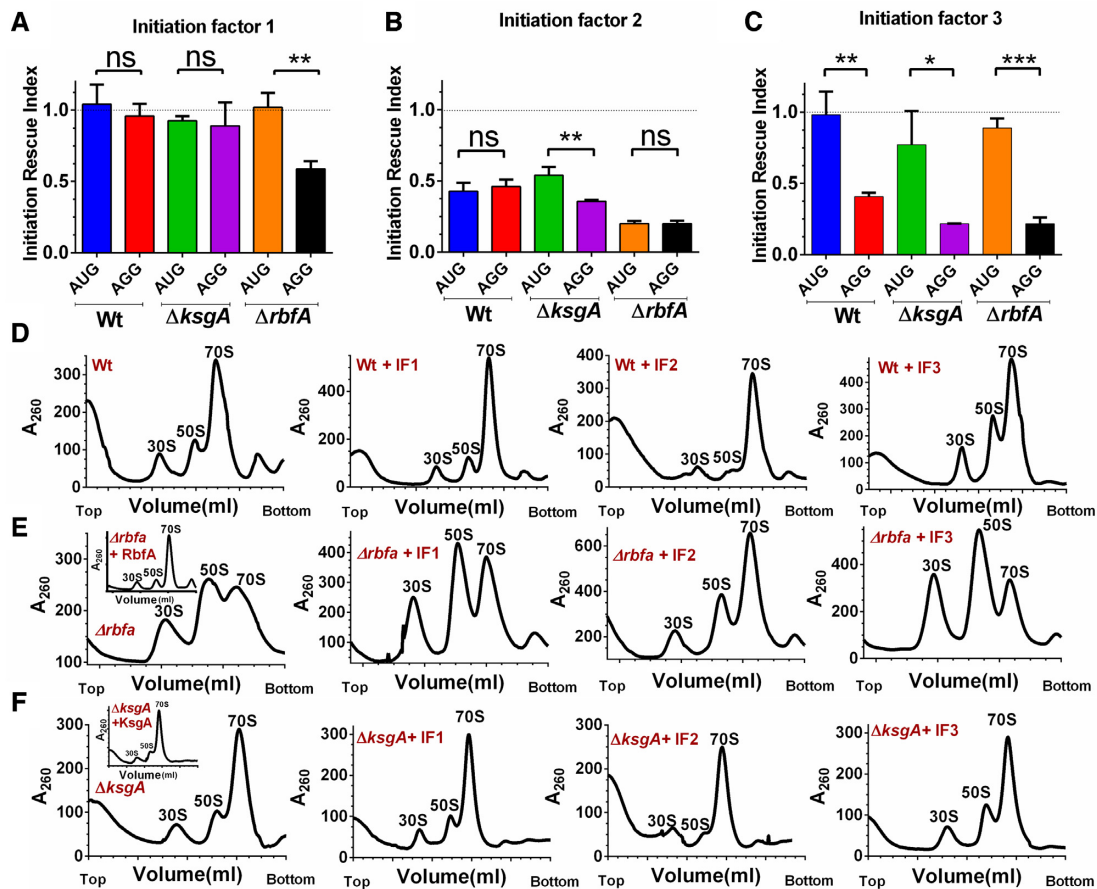 A
Initiation factor 1
Initiation Rescue Index
1.0
0.5
0.0
ns
ns
**
AUG
AGG
AUG
AGG
AUG
AGG
Wt
ΔksgA
ΔrbfA
B
Initiation factor 2
Initiation Rescue Index
1.0
0.5
0.0
ns
**
ns
AUG
AGG
AUG
AGG
AUG
AGG
Wt
ΔksgA
ΔrbfA
C
Initiation factor 3
Initiation Rescue Index
1.0
0.5
0.0
**
*
***
AUG
AGG
AUG
AGG
AUG
AGG
Wt
ΔksgA
ΔrbfA
D
Wt
A260
300
200
100
0
30S
50S
70S
Top
Volume(ml)
Bottom
Wt + IF1
A260
400
200
0
30S
50S
70S
Top
Volume(ml)
Bottom
Wt + IF2
A260
400
300
200
100
0
30S
50S
70S
Top
Volume(ml)
Bottom
Wt + IF3
A260
400
300
200
100
0
30S
50S
70S
Top
Volume(ml)
Bottom
E
Δrbfa
+ RbfA
A260
30S
50S
70S
Volume(ml)
Δrbfa
A260
300
200
100
30S
50S
70S
Top
Volume(ml)
Bottom
Δrbfa + IF1
A260
400
300
200
100
30S
50S
70S
Top
Volume(ml)
Bottom
Δrbfa + IF2
A260
600
400
200
30S
50S
70S
Top
Volume(ml)
Bottom
Δrbfa + IF3
A260
500
400
300
200
100
0
30S
50S
70S
Top
Volume(ml)
Bottom
F
ΔksgA
+KsgA
A260
30S
50S
70S
Volume(ml)
ΔksgA
A260
300
200
100
0
30S
50S
70S
Top
Volume(ml)
Bottom
ΔksgA+ IF1
A260
300
200
100
0
30S
50S
70S
Top
Volume(ml)
Bottom
ΔksgA+ IF2
A260
300
200
100
0
30S
50S
70S
Top
Volume(ml)
Bottom
ΔksgA+ IF3
A260
300
200
100
0
30S
50S
70S
Top
Volume(ml)
Bottom